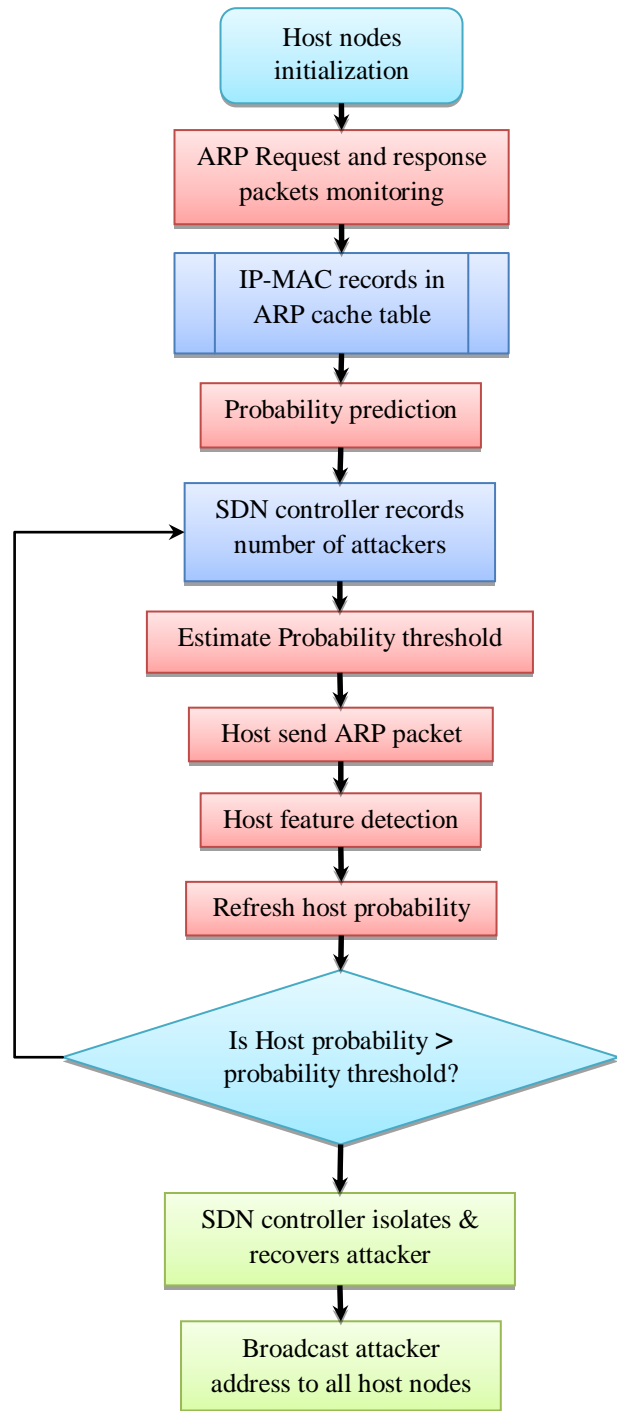 Host nodes
initialization
ARP Request and response
packets monitoring
IP-MAC records in
ARP cache table
Probability prediction
SDN controller records
number of attackers
Estimate Probability threshold
Host send ARP packet
Host feature detection
Refresh host probability
Is Host probability >
probability threshold?
SDN controller isolates &
recovers attacker
Broadcast attacker
address to all host nodes